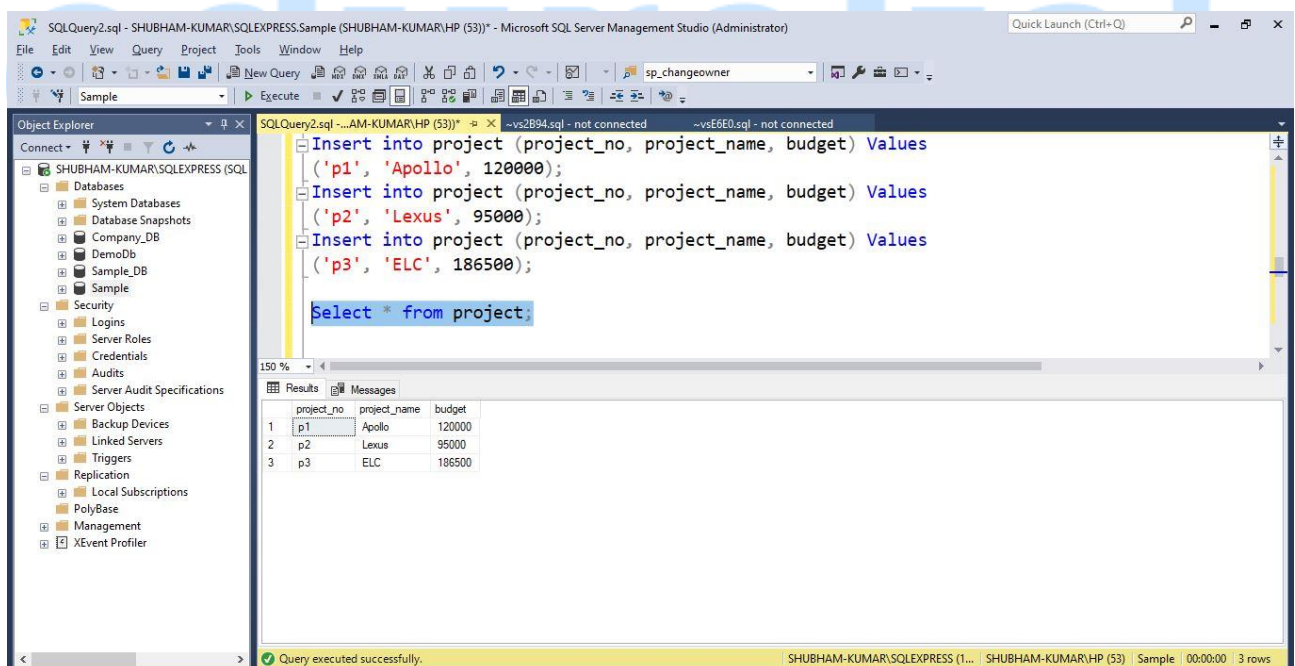 SQLQuery2.sql - SHUBHAM-KUMAR\SQLEXPRESS.Sample (SHUBHAM-KUMAR\HP (53))* - Microsoft SQL Server Management Studio (Administrator)
Quick Launch (Ctrl+Q)
File Edit View Query Project Tools Window Help
New Query
sp_changeowner
Sample
Execute
Object Explorer
Connect
SHUBHAM-KUMAR\SQLEXPRESS (SQL
Databases
System Databases
Database Snapshots
Company_DB
DemoDb
Sample_DB
Sample
Security
Logins
Server Roles
Credentials
Audits
Server Audit Specifications
Server Objects
Backup Devices
Linked Servers
Triggers
Replication
Local Subscriptions
PolyBase
Management
XEvent Profiler
SQLQuery2.sql -...AM-KUMAR\HP (53))* ~vs2B94.sql - not connected ~vsE6E0.sql - not connected
Insert into project (project_no, project_name, budget) Values
('p1', 'Apollo', 120000);
Insert into project (project_no, project_name, budget) Values
('p2', 'Lexus', 95000);
Insert into project (project_no, project_name, budget) Values
('p3', 'ELC', 186500);
Select * from project;
150 %
Results Messages
project_no project_name budget
1 p1 Apollo 120000
2 p2 Lexus 95000
3 p3 ELC 186500
Query executed successfully.
SHUBHAM-KUMAR\SQLEXPRESS (1... SHUBHAM-KUMAR\HP (53) Sample 00:00:00 3 rows